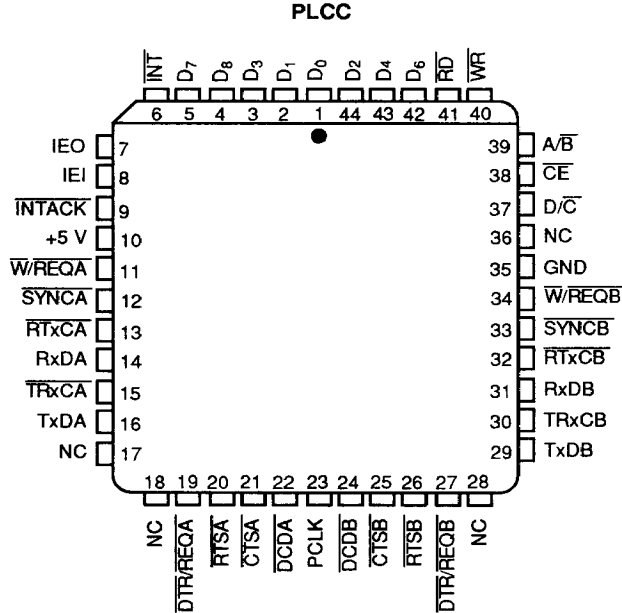 PLCC
INT D7 D8 D3 D1 D0 D2 D4 D6 RD WR
6 5 4 3 2 1 44 43 42 41 40
IEO 7 39 A/B
IEI 8 38 CE
INTACK 9 37 D/C
+5 V 10 36 NC
W/REQA 11 35 GND
SYNCA 12 34 W/REQB
RTxCA 13 33 SYNCB
RxDA 14 32 RTxCB
TRxCA 15 31 RxDB
TxDA 16 30 TRxCB
NC 17 29 TxDB
18 19 20 21 22 23 24 25 26 27 28
NC DTR/REQA RTSA CTSA DCDA PCLK DCDB CTSB RTSB DTR/REQB NC